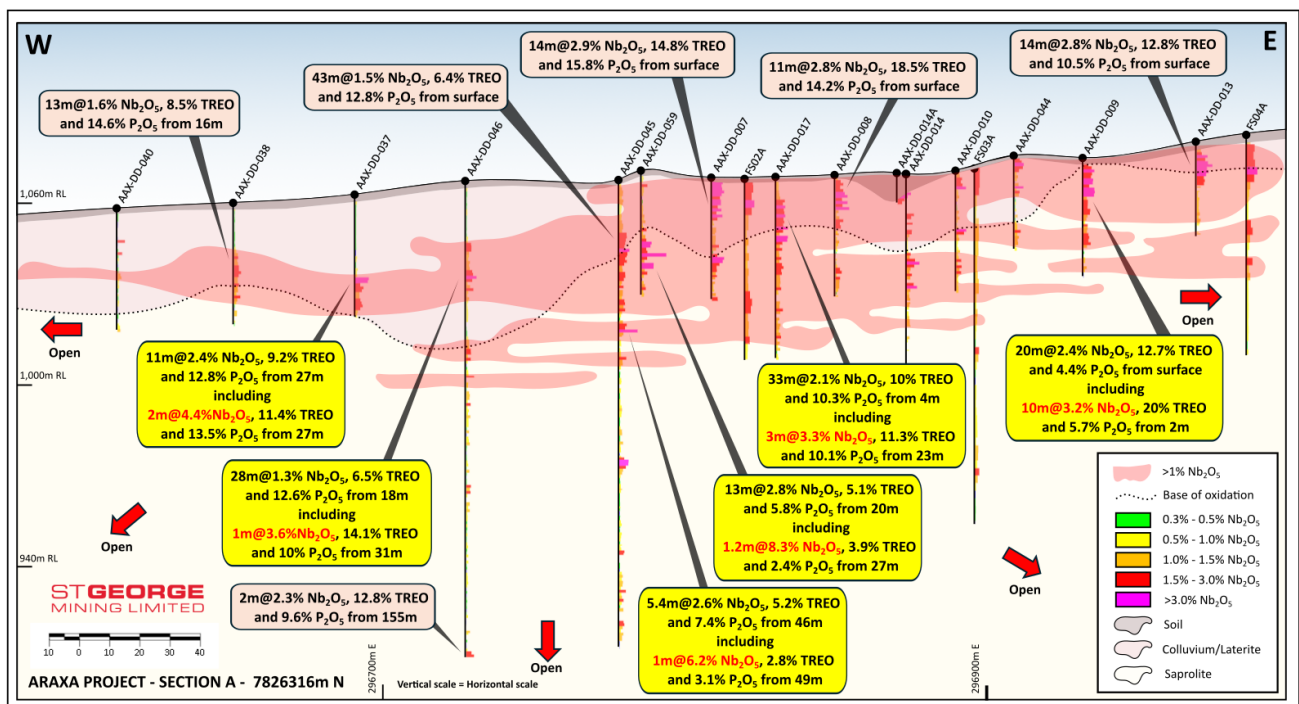 W
E
13m@1.6% Nb₂O₅, 8.5% TREO
and 14.6% P₂O₅ from 16m
43m@1.5% Nb₂O₅, 6.4% TREO
and 12.8% P₂O₅ from surface
14m@2.9% Nb₂O₅, 14.8% TREO
and 15.8% P₂O₅ from surface
11m@2.8% Nb₂O₅, 18.5% TREO
and 14.2% P₂O₅ from surface
14m@2.8% Nb₂O₅, 12.8% TREO
and 10.5% P₂O₅ from surface
AAX-DD-040
AAX-DD-038
AAX-DD-037
AAX-DD-046
AAX-DD-045
AAX-DD-059
AAX-DD-007
FS02A
AAX-DD-017
AAX-DD-008
AAX-DD-014A
AAX-DD-014
AAX-DD-010
FS03A
AAX-DD-044
AAX-DD-009
AAX-DD-013
FS04A
1,060m RL
1,000m RL
940m RL
Open
Open
Open
Open
Open
11m@2.4% Nb₂O₅, 9.2% TREO
and 12.8% P₂O₅ from 27m
including
2m@4.4%Nb₂O₅, 11.4% TREO
and 13.5% P₂O₅ from 27m
28m@1.3% Nb₂O₅, 6.5% TREO
and 12.6% P₂O₅ from 18m
including
1m@3.6%Nb₂O₅, 14.1% TREO
and 10% P₂O₅ from 31m
2m@2.3% Nb₂O₅, 12.8% TREO
and 9.6% P₂O₅ from 155m
33m@2.1% Nb₂O₅, 10% TREO
and 10.3% P₂O₅ from 4m
including
3m@3.3% Nb₂O₅, 11.3% TREO
and 10.1% P₂O₅ from 23m
13m@2.8% Nb₂O₅, 5.1% TREO
and 5.8% P₂O₅ from 20m
including
1.2m@8.3% Nb₂O₅, 3.9% TREO
and 2.4% P₂O₅ from 27m
5.4m@2.6% Nb₂O₅, 5.2% TREO
and 7.4% P₂O₅ from 46m
including
1m@6.2% Nb₂O₅, 2.8% TREO
and 3.1% P₂O₅ from 49m
20m@2.4% Nb₂O₅, 12.7% TREO
and 4.4% P₂O₅ from surface
including
10m@3.2% Nb₂O₅, 20% TREO
and 5.7% P₂O₅ from 2m
>1% Nb₂O₅
Base of oxidation
0.3% - 0.5% Nb₂O₅
0.5% - 1.0% Nb₂O₅
1.0% - 1.5% Nb₂O₅
1.5% - 3.0% Nb₂O₅
>3.0% Nb₂O₅
Soil
Colluvium/Laterite
Saprolite
STGEORGE
MINING LIMITED
10 0 10 20 30 40
ARAXA PROJECT - SECTION A - 7826316m N
296700m E
Vertical scale = Horizontal scale
296900m E